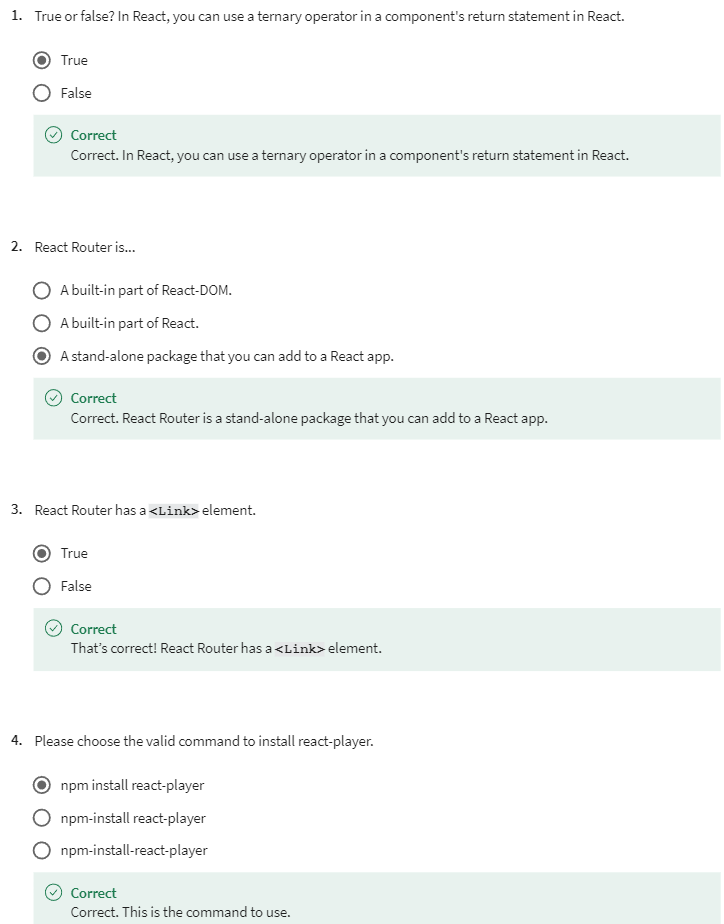 1. True or false? In React, you can use a ternary operator in a component's return statement in React.
True
False
Correct
Correct. In React, you can use a ternary operator in a component's return statement in React.
2. React Router is...
A built-in part of React-DOM.
A built-in part of React.
A stand-alone package that you can add to a React app.
Correct
Correct. React Router is a stand-alone package that you can add to a React app.
3. React Router has a <Link> element.
True
False
Correct
That's correct! React Router has a <Link> element.
4. Please choose the valid command to install react-player.
npm install react-player
npm-install react-player
npm-install-react-player
Correct
Correct. This is the command to use.